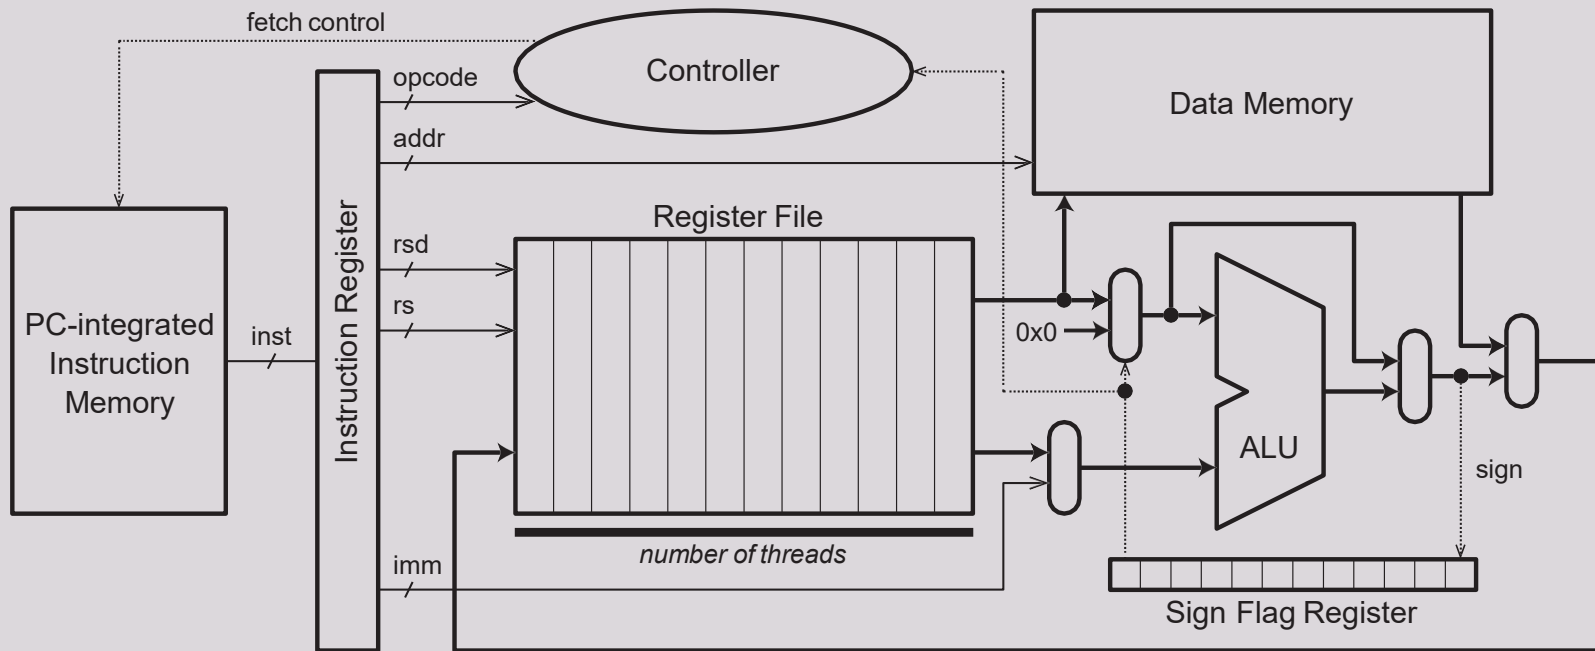 fetch control
Controller
opcode
Data Memory
addr
Register File
Instruction Register
rsd
rs
PC-integrated
Instruction
Memory
inst
0x0
ALU
sign
number of threads
imm
Sign Flag Register